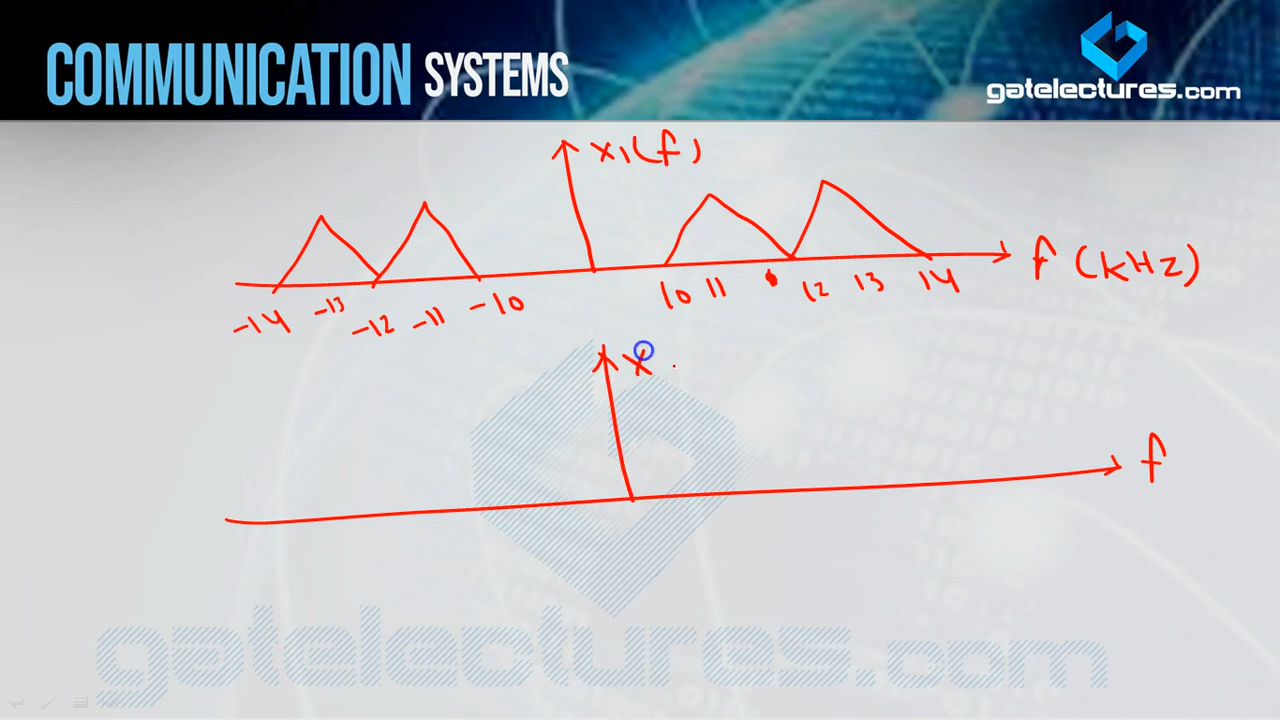 COMMUNICATION SYSTEMS
gatelectures.com
X1(f)
f (kHz)
-14 -13 -12 -11 -10 10 11 12 13 14
X
f
gatelectures.com